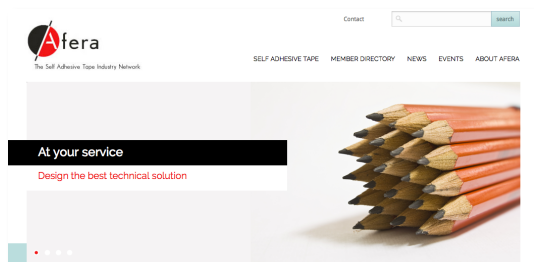 Contact
search
Afera
The Self Adhesive Tape Industry Network
SELF ADHESIVE TAPE MEMBER DIRECTORY NEWS EVENTS ABOUT AFERA
At your service
Design the best technical solution